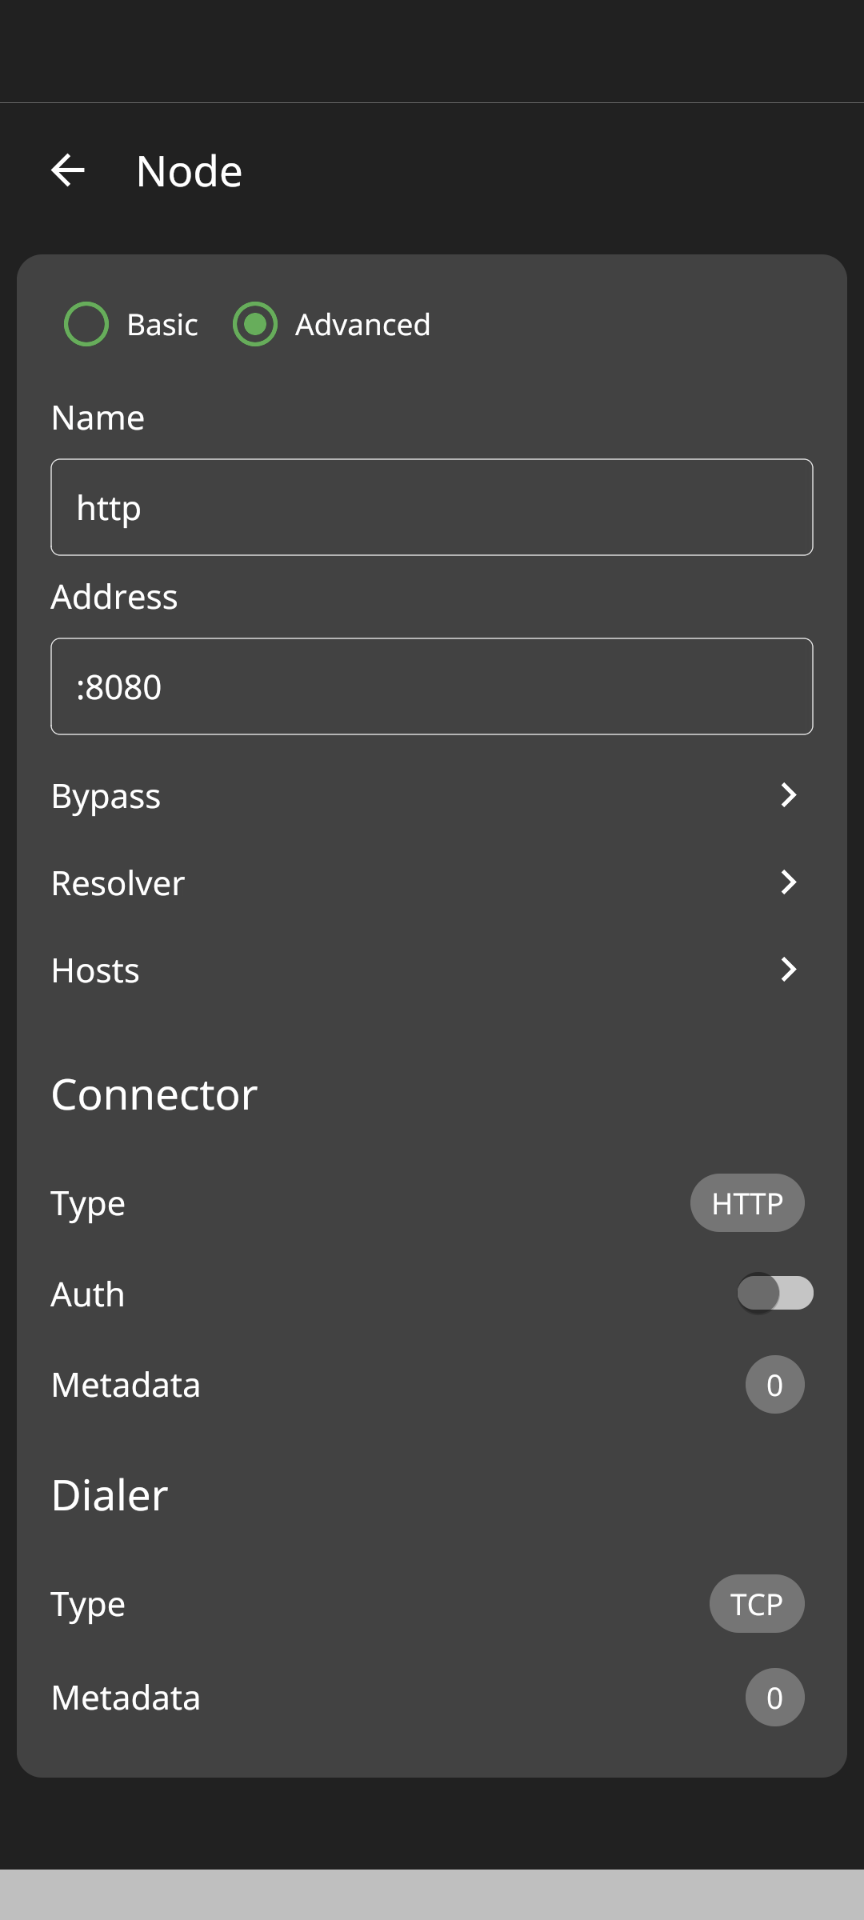 Node
Basic Advanced
Name
http
Address
:8080
Bypass
Resolver
Hosts
Connector
Type HTTP
Auth
Metadata 0
Dialer
Type TCP
Metadata 0